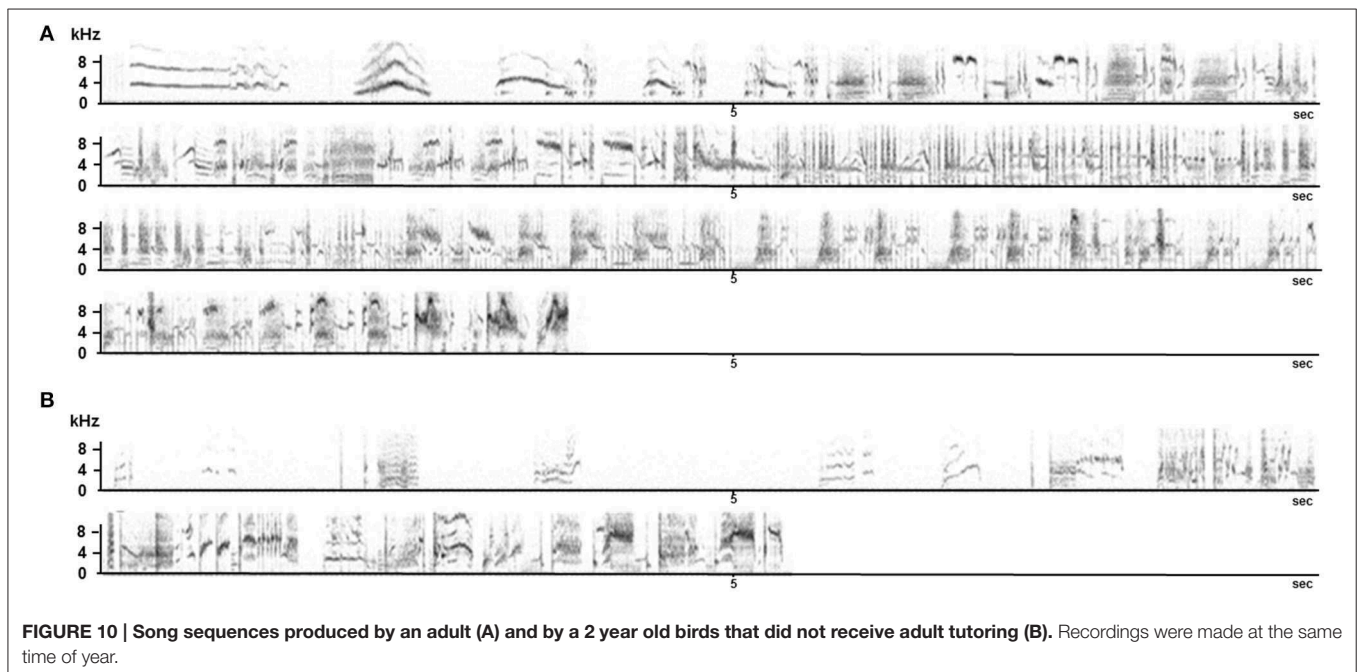 A kHz
8
4
0
5 sec
8
4
0
5 sec
8
4
0
5 sec
8
4
0
5 sec
B
kHz
8
4
0
5 sec
8
4
0
5 sec
FIGURE 10 | Song sequences produced by an adult (A) and by a 2 year old birds that did not receive adult tutoring (B). Recordings were made at the same
time of year.